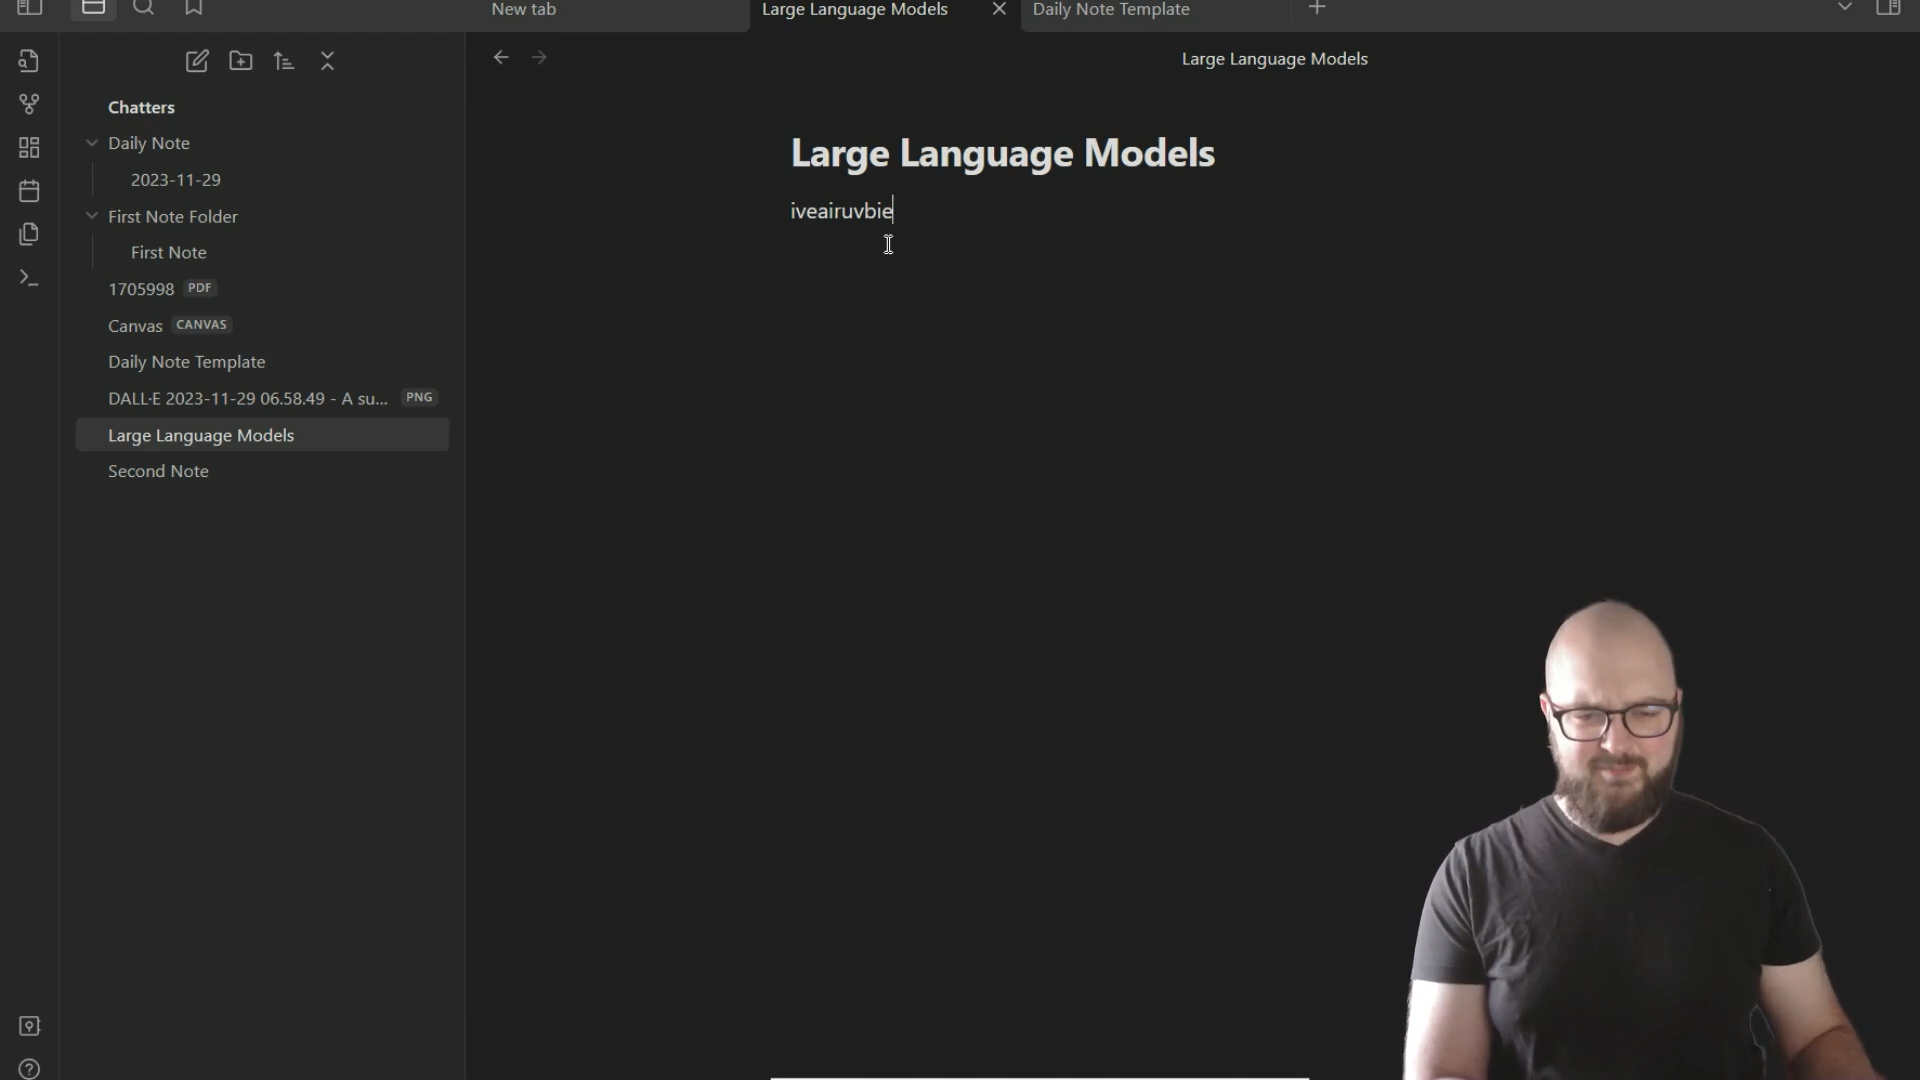 New tab
Large Language Models
Daily Note Template
Large Language Models
Chatters
Daily Note
2023-11-29
First Note Folder
First Note
1705998 PDF
Canvas CANVAS
Daily Note Template
DALL·E 2023-11-29 06.58.49 - A su... PNG
Large Language Models
Second Note
Large Language Models
iveairuvbie